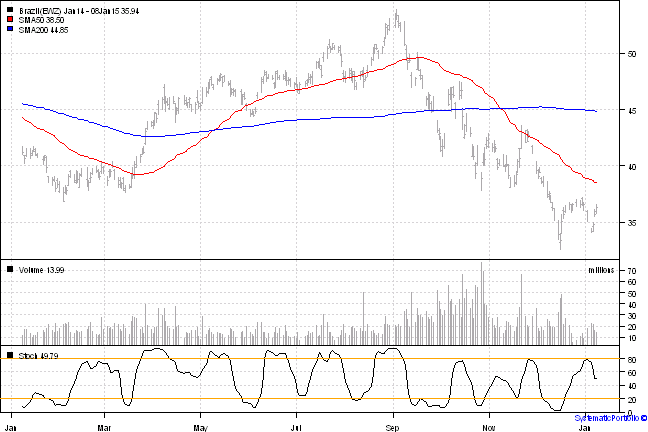 Brazil(EWZ) Jan14 - 08Jan15 35.94
SMA50 38.50
SMA200 44.85
50
45
40
35
Volume 13.99
millions
70
60
50
40
30
20
10
Stoch 49.79
80
60
40
20
0
Jan Mar May Jul Sep Nov Jan
SystematicPortfolio ©